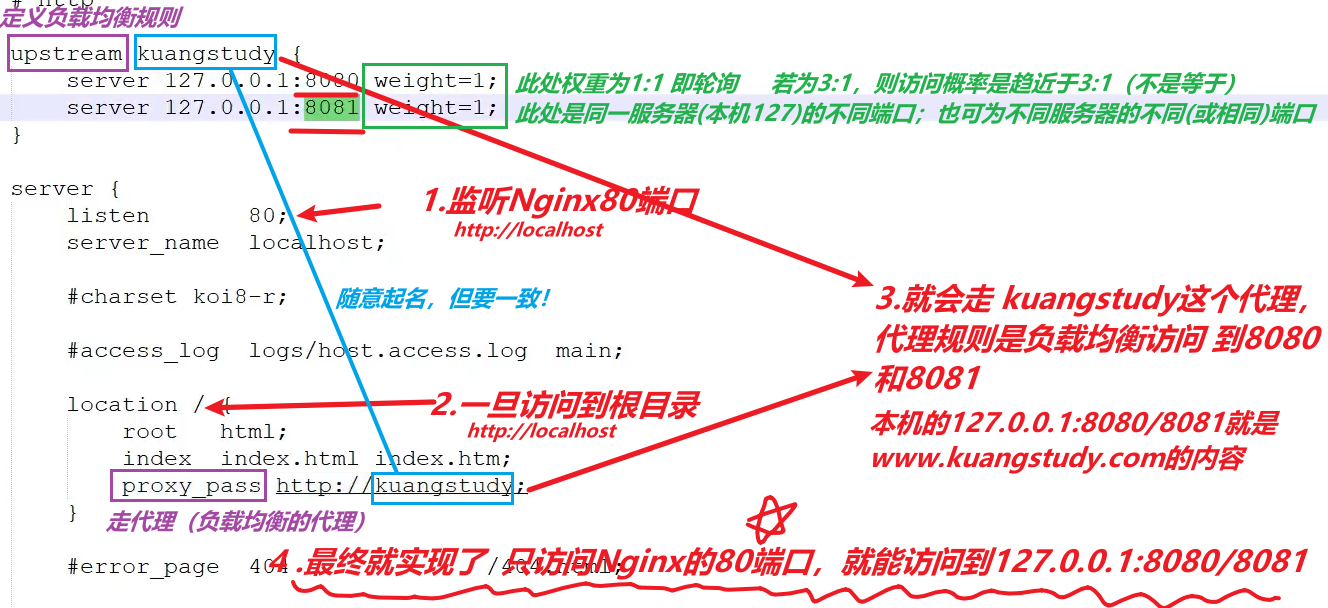 # http
定义负载均衡规则
upstream kuangstudy {
server 127.0.0.1:8080 weight=1; 此处权重为1:1 即轮询 若为3:1，则访问概率是趋近于3:1（不是等于）
server 127.0.0.1:8081 weight=1; 此处是同一服务器(本机127)的不同端口；也可为不同服务器的不同(或相同)端口
}
server {
listen 80; 1.监听Nginx80端口
http://localhost
server_name localhost;
#charset koi8-r; 随意起名，但要一致！
3.就会走 kuangstudy这个代理，
代理规则是负载均衡访问 到8080
和8081
#access_log logs/host.access.log main;
location / { 2.一旦访问到根目录
http://localhost
root html;
index index.html index.htm;
本机的127.0.0.1:8080/8081就是
www.kuangstudy.com的内容
proxy_pass http://kuangstudy;
} 走代理（负载均衡的代理）
#error_page 404 /404.html;
4 .最终就实现了 只访问Nginx的80端口，就能访问到127.0.0.1:8080/8081